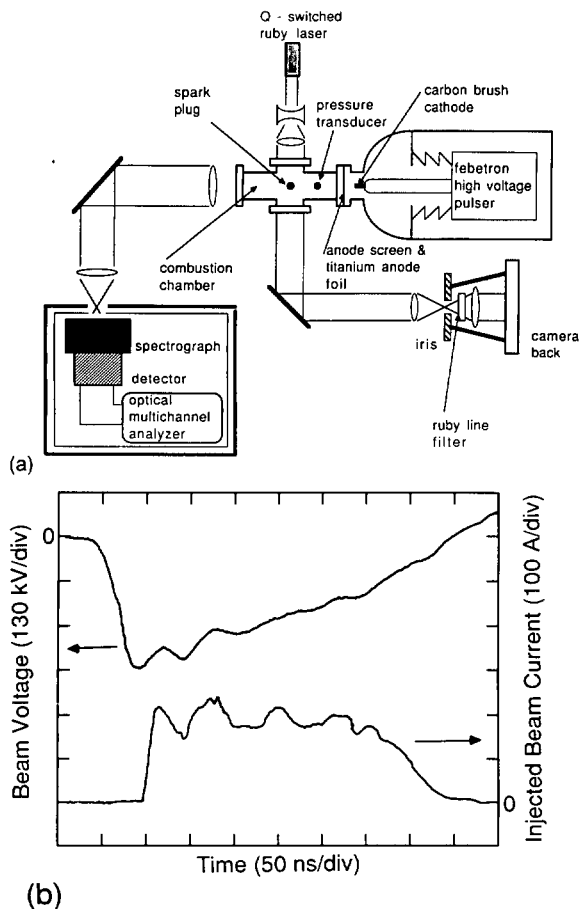 Q - switched
ruby laser
spark
plug
pressure
transducer
carbon brush
cathode
febetron
high voltage
pulser
combustion
chamber
anode screen &
titanium anode
foil
spectrograph
detector
optical
multichannel
analyzer
iris
camera
back
ruby line
filter
(a)
0
Beam Voltage (130 kV/div)
Injected Beam Current (100 A/div)
0
Time (50 ns/div)
(b)